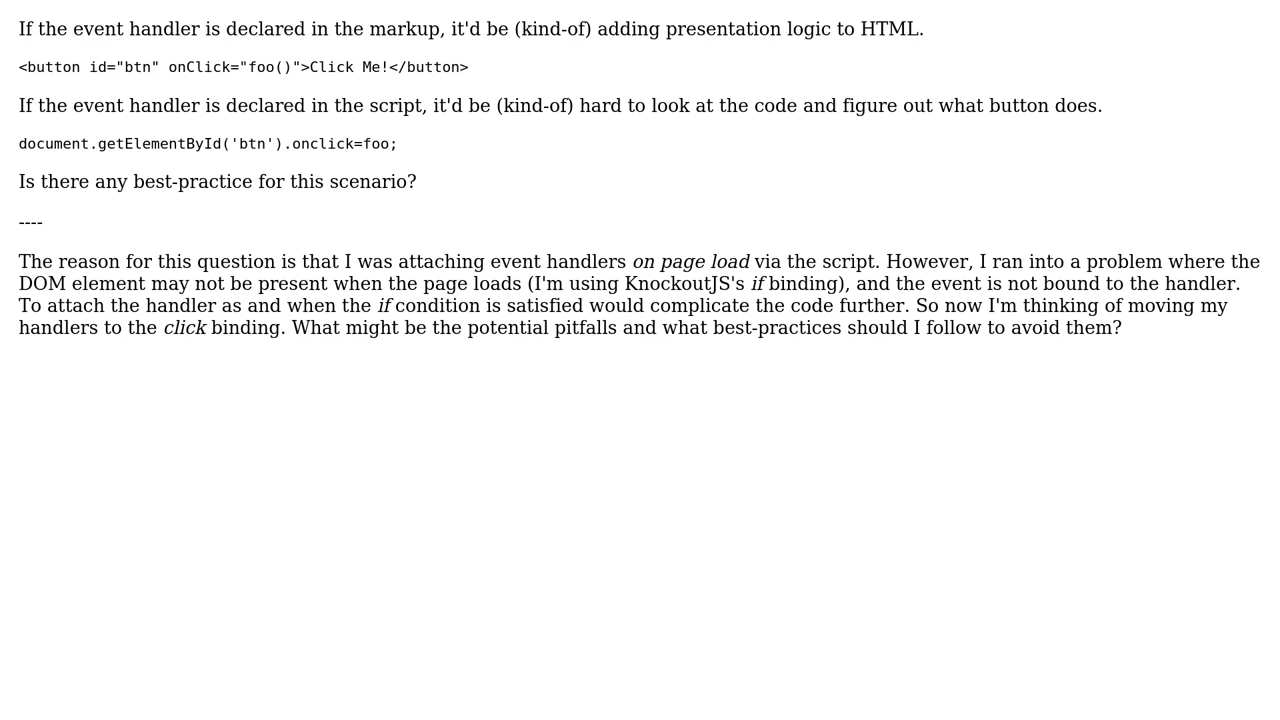 If the event handler is declared in the markup, it'd be (kind-of) adding presentation logic to HTML.
<button id="btn" onClick="foo()">Click Me!</button>
If the event handler is declared in the script, it'd be (kind-of) hard to look at the code and figure out what button does.
document.getElementById('btn').onclick=foo;
Is there any best-practice for this scenario?
----
The reason for this question is that I was attaching event handlers on page load via the script. However, I ran into a problem where the
DOM element may not be present when the page loads (I'm using KnockoutJS's if binding), and the event is not bound to the handler.
To attach the handler as and when the if condition is satisfied would complicate the code further. So now I'm thinking of moving my
handlers to the click binding. What might be the potential pitfalls and what best-practices should I follow to avoid them?